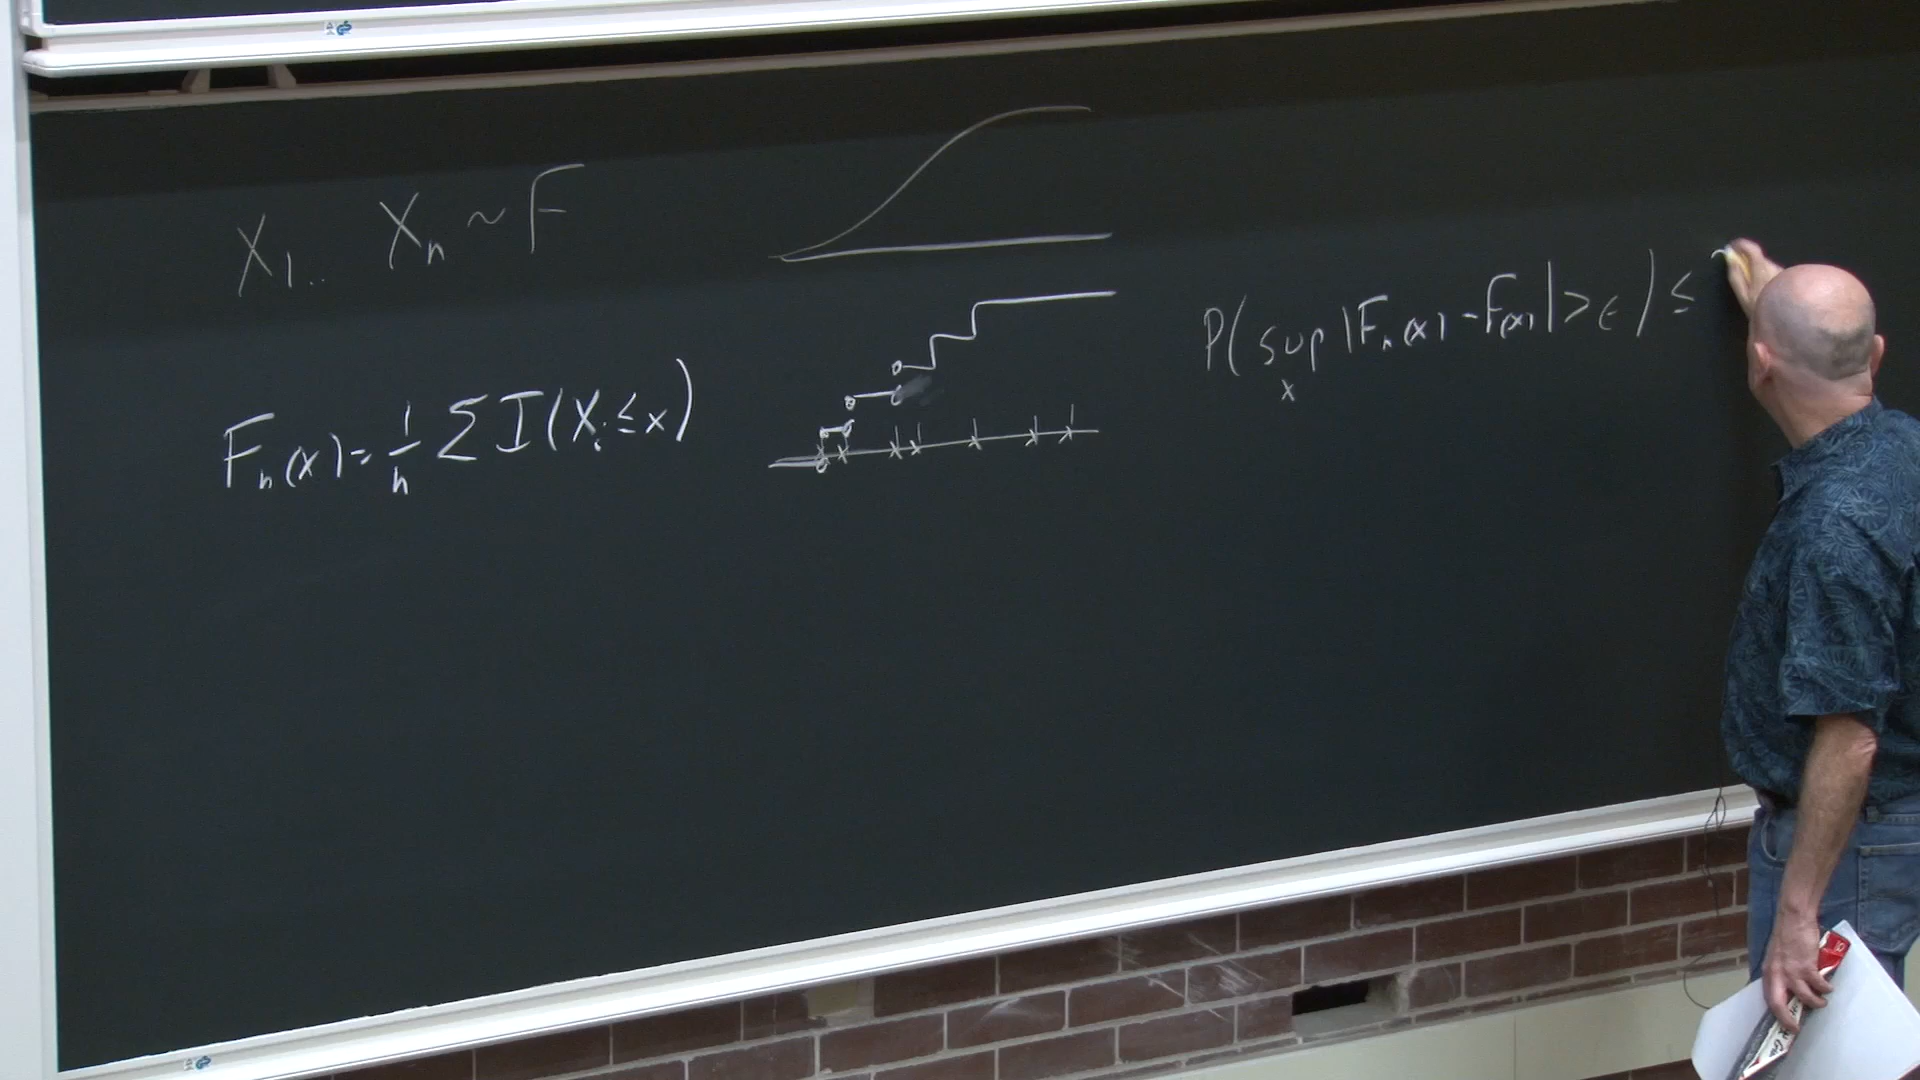 X₁.. Xₙ ~ F
Fₙ(x) = 1/n Σ I(Xᵢ ≤ x)
P( sup |Fₙ(x) - F(x)| > ϵ ) ≤
x